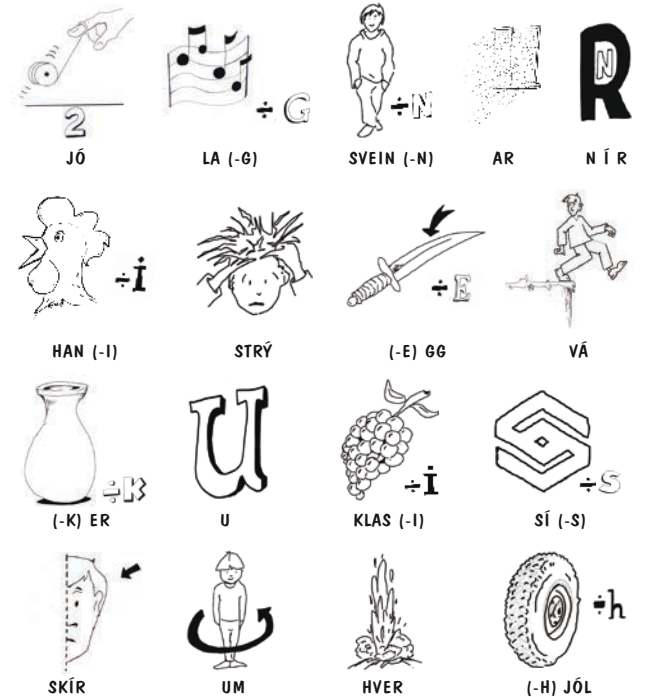 2 ÷ G ÷ N N R
JÓ LA (-G) SVEIN (-N) AR N Í R
÷ I ÷ E
HAN (-I) STRÝ (-E) GG VÁ
÷ K U ÷ I ÷ S
(-K) ER U KLAS (-I) SÍ (-S)
÷ h
SKÍR UM HVER (-H) JÓL